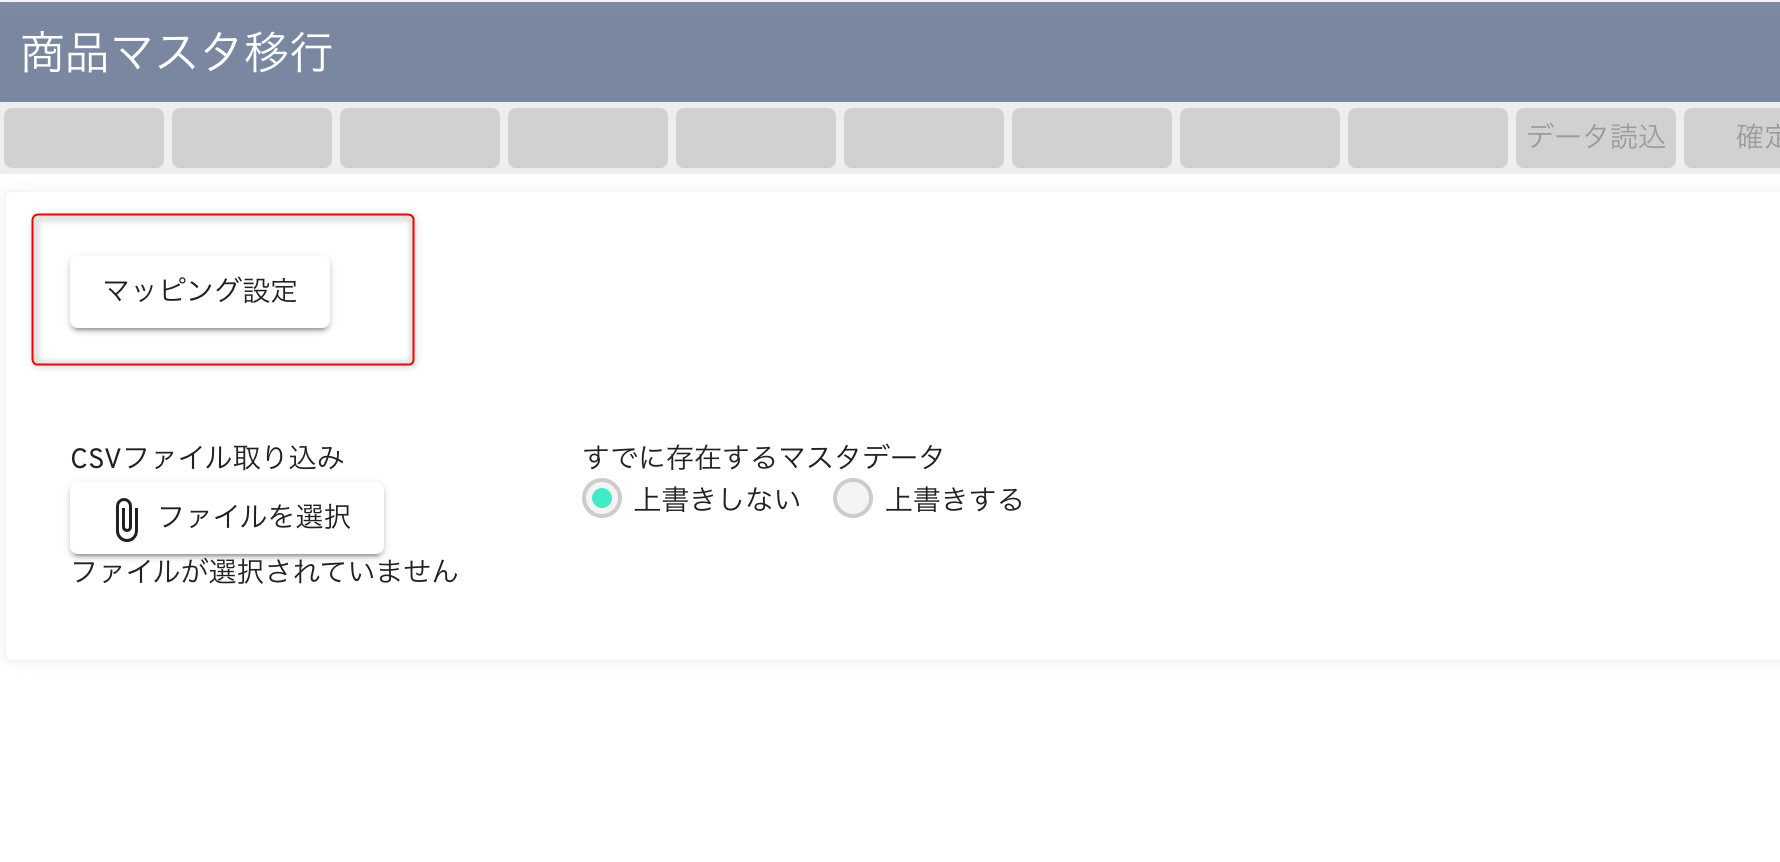 商品マスタ移行
データ読込
確定
マッピング設定
CSVファイル取り込み
ファイルを選択
ファイルが選択されていません
すでに存在するマスタデータ
上書きしない
上書きする